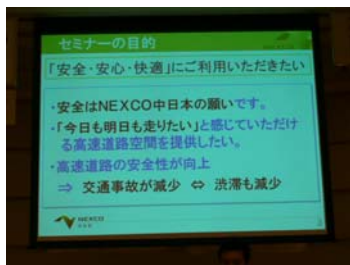 セミナーの目的
「安全・安心・快適」にご利用いただきたい
・安全はNEXCO中日本の願いです。
・「今日も明日も走りたい」と感じていただけ
る高速道路空間を提供したい。
・高速道路の安全性が向上
⇒ 交通事故が減少 ⇔ 渋滞も減少
NEXCO